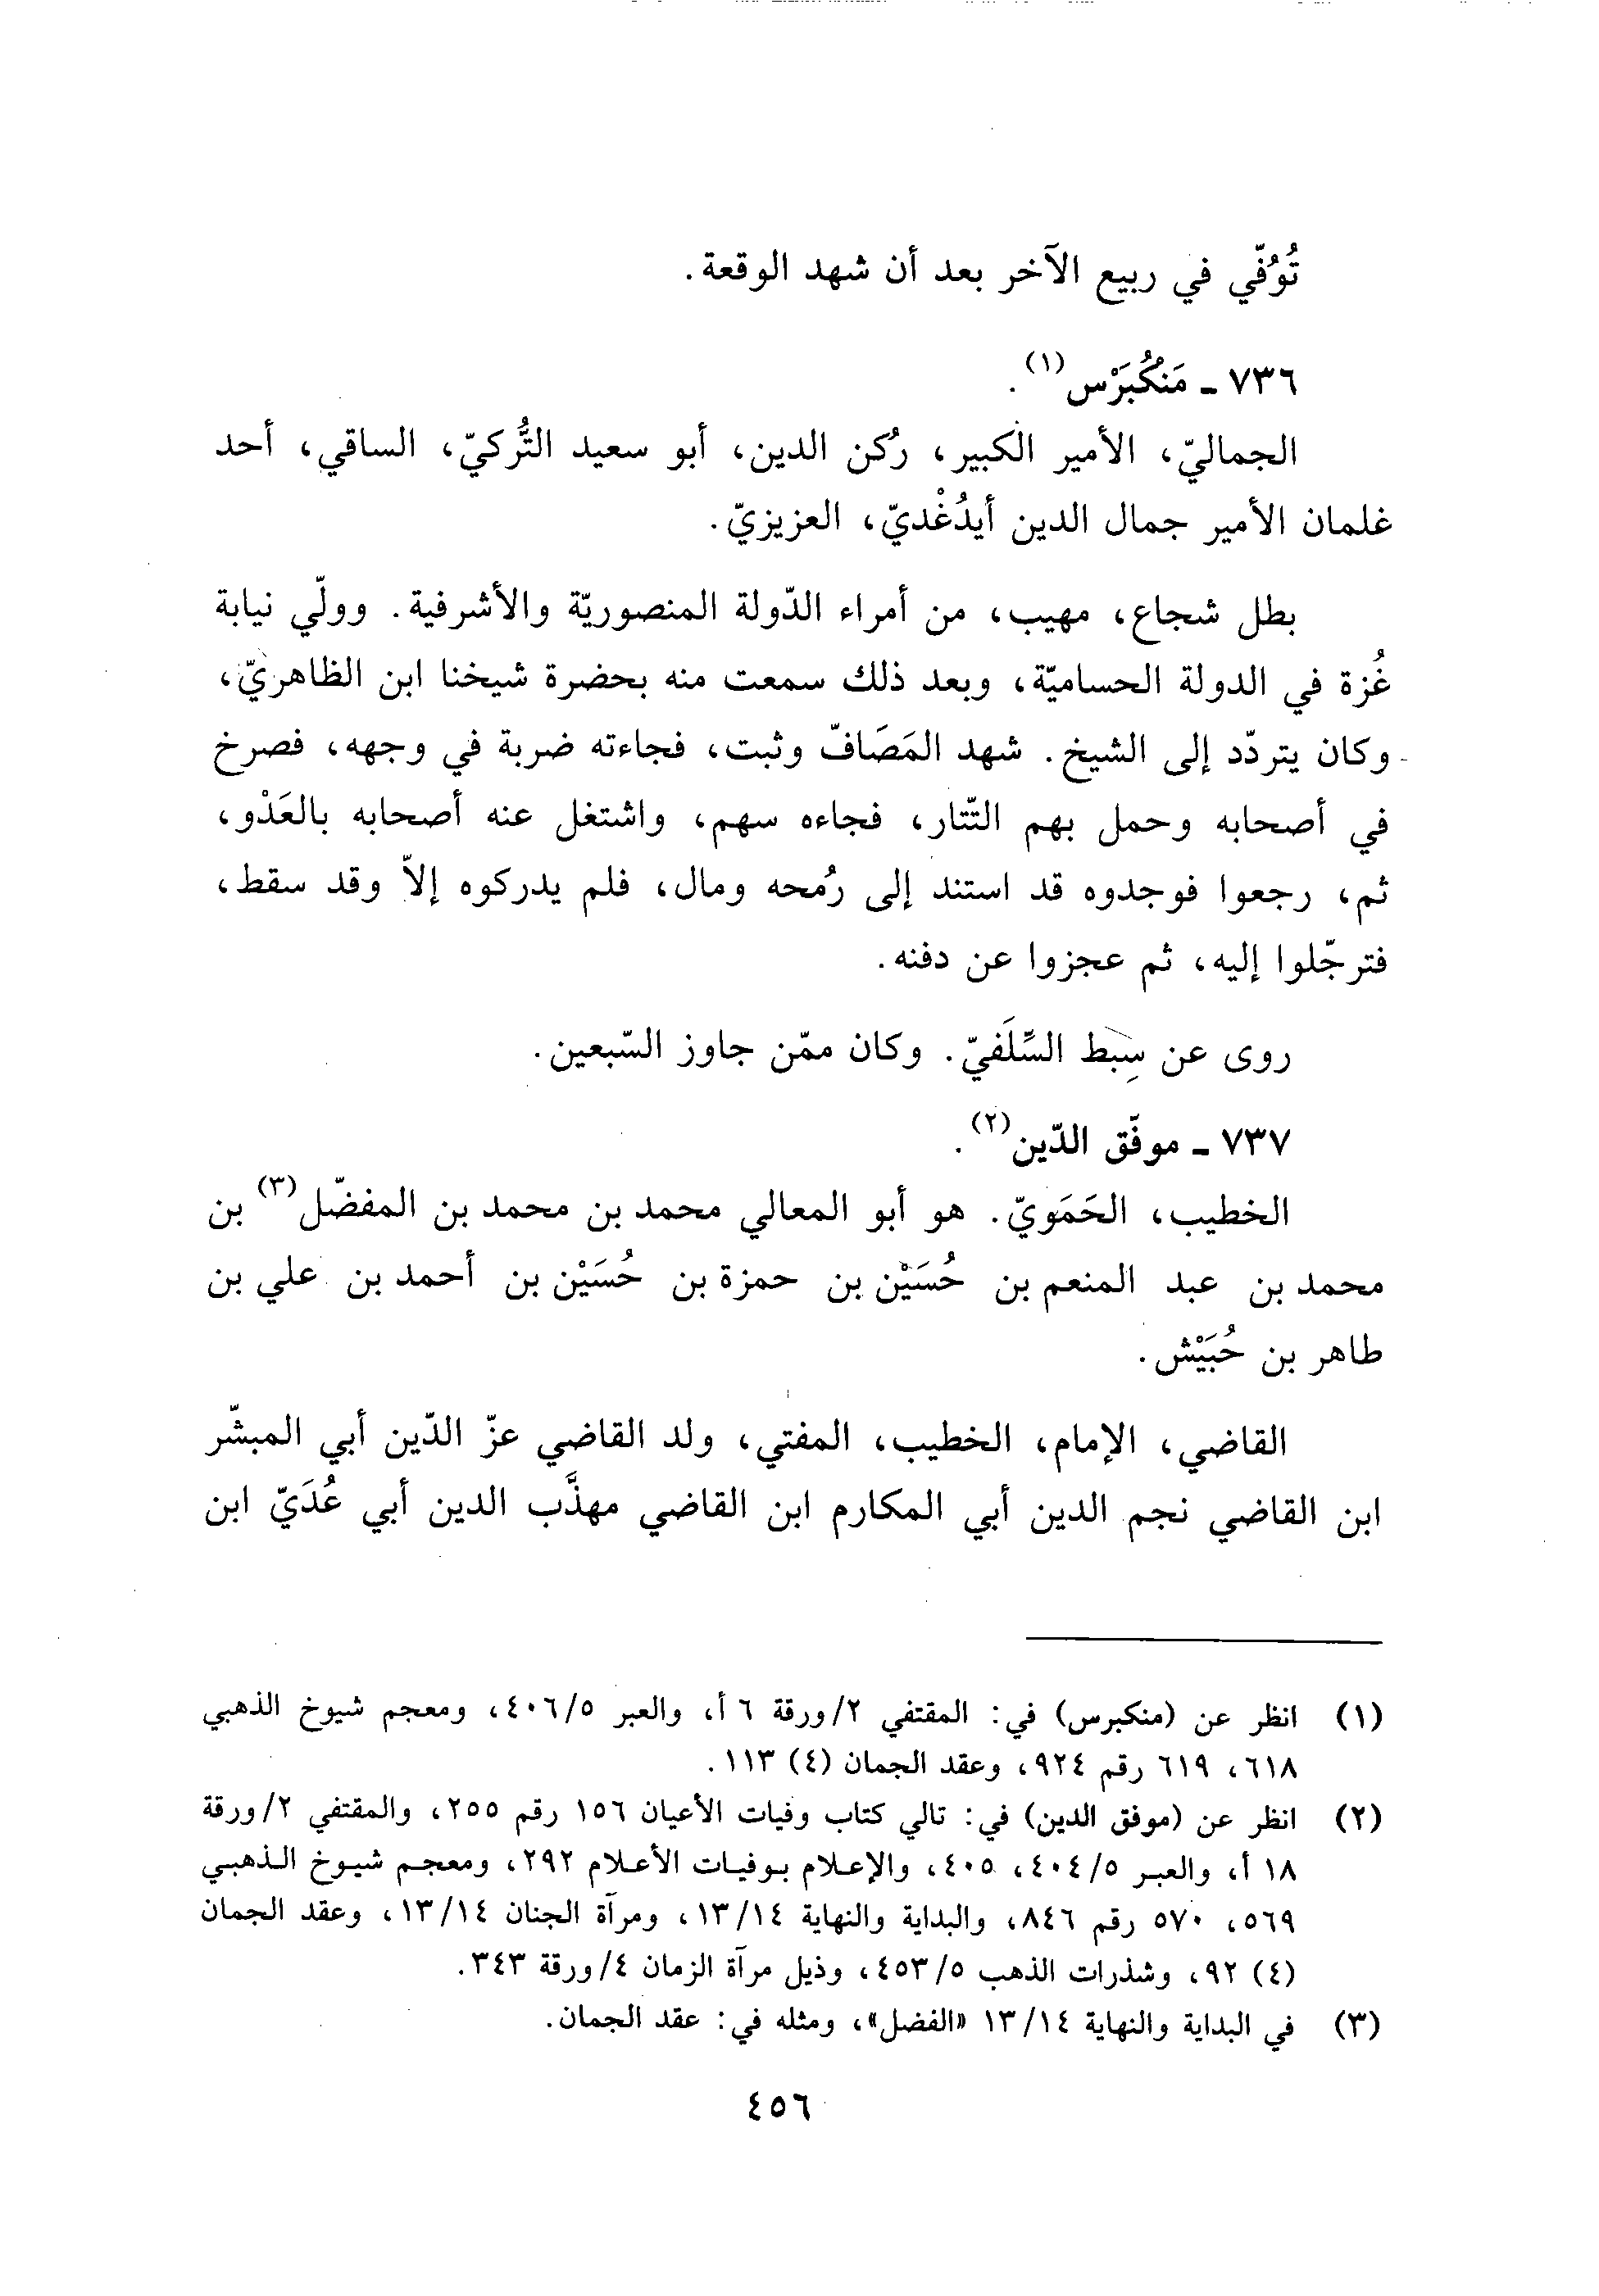 تُوُفّي في ربيع الآخر بعد أن شهد الوقعة.
٧٣٦ ـ مَنْكُبَرْس(١).
الجماليّ، الأمير الكبير، رُكن الدين، أبو سعيد التُّركيّ، الساقي، أحد
غلمان الأمير جمال الدين أيدُغْديّ، العزيزيّ.
بطل شجاع، مهيب، من أمراء الدّولة المنصوريّة والأشرفية. وولّي نيابة
غُزة في الدولة الحساميّة، وبعد ذلك سمعت منه بحضرة شيخنا ابن الظاهريّ،
وكان يتردّد إلى الشيخ. شهد المَصَافّ وثبت، فجاءته ضربة في وجهه، فصرخ
في أصحابه وحمل بهم التّتار، فجاءه سهم، واشتغل عنه أصحابه بالعَدْو،
ثم، رجعوا فوجدوه قد استند إلى رُمحه ومال، فلم يدركوه إلاّ وقد سقط،
فترجّلوا إليه، ثم عجزوا عن دفنه.
روى عن سِبط السِّلَفيّ. وكان ممّن جاوز السّبعين.
٧٣٧ ـ موفّق الدّين(٢).
الخطيب، الحَمَويّ. هو أبو المعالي محمد بن محمد بن المفضّل(٣) بن
محمد بن عبد المنعم بن حُسَيْن بن حمزة بن حُسَيْن بن أحمد بن علي بن
طاهر بن حُبَيْش.
القاضي، الإمام، الخطيب، المفتي، ولد القاضي عزّ الدّين أبي المبشّر
ابن القاضي نجم الدين أبي المكارم ابن القاضي مهذَّب الدين أبي عُدَيّ ابن
(١) انظر عن (منكبرس) في: المقتفي ٢/ورقة ٦ أ، والعبر ٤٠٦/٥، ومعجم شيوخ الذهبي
٦١٨، ٦١٩ رقم ٩٢٤، وعقد الجمان (٤) ١١٣.
(٢) انظر عن (موفق الدين) في: تالي كتاب وفيات الأعيان ١٥٦ رقم ٢٥٥، والمقتفي ٢/ورقة
١٨ أ، والعبر ٤٠٤/٥، ٤٠٥، والإعلام بوفيات الأعلام ٢٩٢، ومعجم شيوخ الذهبي
٥٦٩، ٥٧٠ رقم ٨٤٦، والبداية والنهاية ١٣/١٤، ومرآة الجنان ١٣/١٤، وعقد الجمان
(٤) ٩٢، وشذرات الذهب ٤٥٣/٥، وذيل مرآة الزمان ٤/ورقة ٣٤٣.
(٣) في البداية والنهاية ١٣/١٤ «الفضل»، ومثله في: عقد الجمان.
٤٥٦